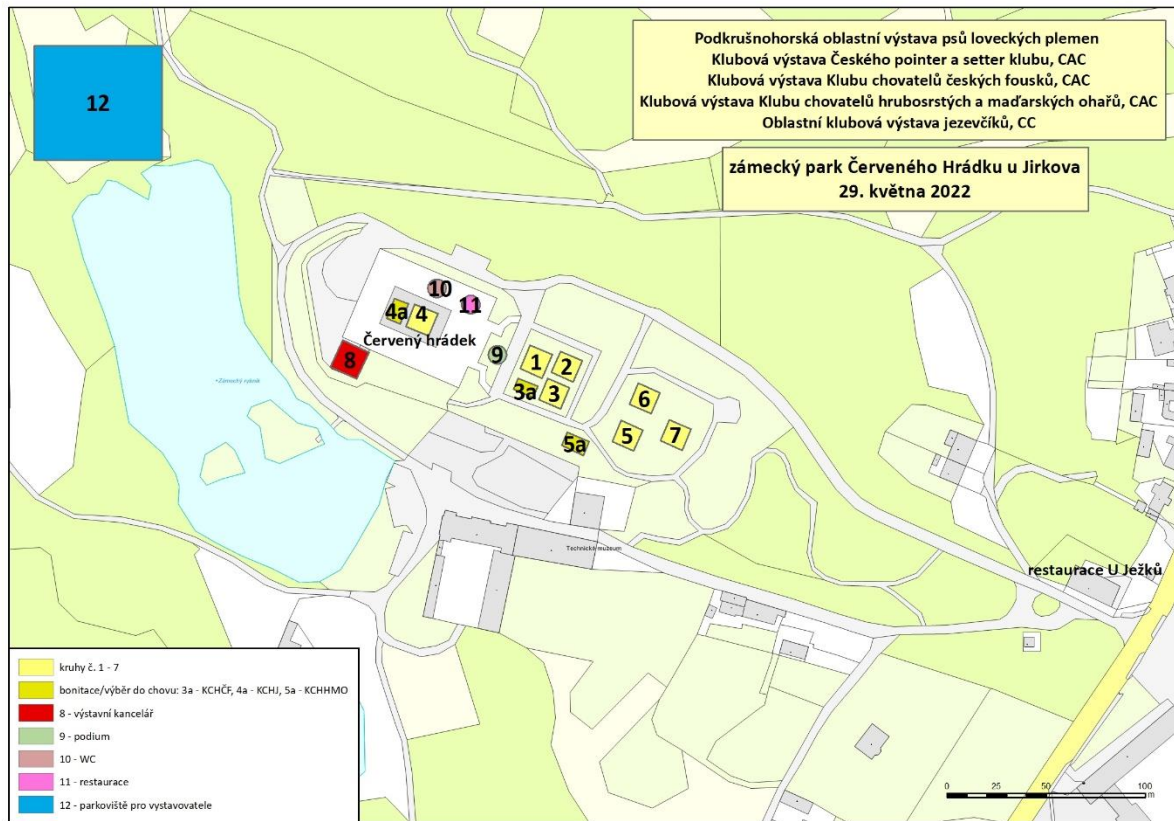 Podkrušnohorská oblastní výstava psů loveckých plemen
Klubová výstava Českého pointer a setter klubu, CAC
Klubová výstava Klubu chovatelů českých fousků, CAC
Klubová výstava Klubu chovatelů hrubosrstých a maďarských ohařů, CAC
Oblastní klubová výstava jezevčíků, CC
zámecký park Červeného Hrádku u Jirkova
29. května 2022
12
10
11
4a
4
Červený hrádek
8
9
1
2
3a
3
6
5
7
5a
Zámecký rybník
Technické muzeum
restaurace U Ježků
kruhy č. 1 - 7
bonitace/výběr do chovu: 3a - KCHČF, 4a - KCHJ, 5a - KCHHMO
8 - výstavní kancelář
9 - podium
10 - WC
11 - restaurace
12 - parkoviště pro vystavovatele
0 25 50 100
m